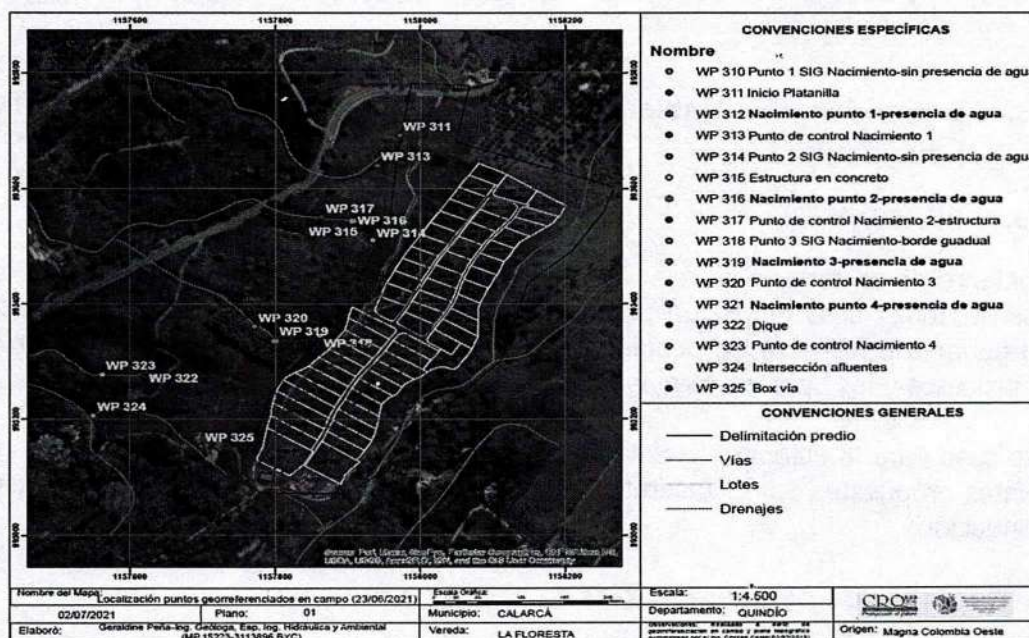 1157600 1157800 1158000 1158200
WP 311
WP 313
WP 317
WP 316
WP 315
WP 314
WP 320
WP 319
WP 318
WP 323
WP 322
WP 324
WP 325
1157600 1157800 1158000 1158200
CONVENCIONES ESPECÍFICAS
Nombre
WP 310 Punto 1 SIG Nacimiento-sin presencia de agua
WP 311 Inicio Platanilla
WP 312 Nacimiento punto 1-presencia de agua
WP 313 Punto de control Nacimiento 1
WP 314 Punto 2 SIG Nacimiento-sin presencia de agua
WP 315 Estructura en concreto
WP 316 Nacimiento punto 2-presencia de agua
WP 317 Punto de control Nacimiento 2-estructura
WP 318 Punto 3 SIG Nacimiento-borde guadual
WP 319 Nacimiento 3-presencia de agua
WP 320 Punto de control Nacimiento 3
WP 321 Nacimiento punto 4-presencia de agua
WP 322 Dique
WP 323 Punto de control Nacimiento 4
WP 324 Intersección afluentes
WP 325 Box vía
CONVENCIONES GENERALES
Delimitación predio
Vías
Lotes
Drenajes
Nombre del Mapa: Localización puntos georreferenciados en campo (23/06/2021)
Escala Gráfica:
Escala: 1:4.500
02/07/2021 Plano: 01
Municipio: CALARCÁ
Departamento: QUINDÍO
Elaboró: Geraldine Peña-Ing. Geóloga, Esp. Ing. Hidráulica y Ambiental
Vereda: LA FLORESTA
Origen: Magna Colombia Oeste
CRQ